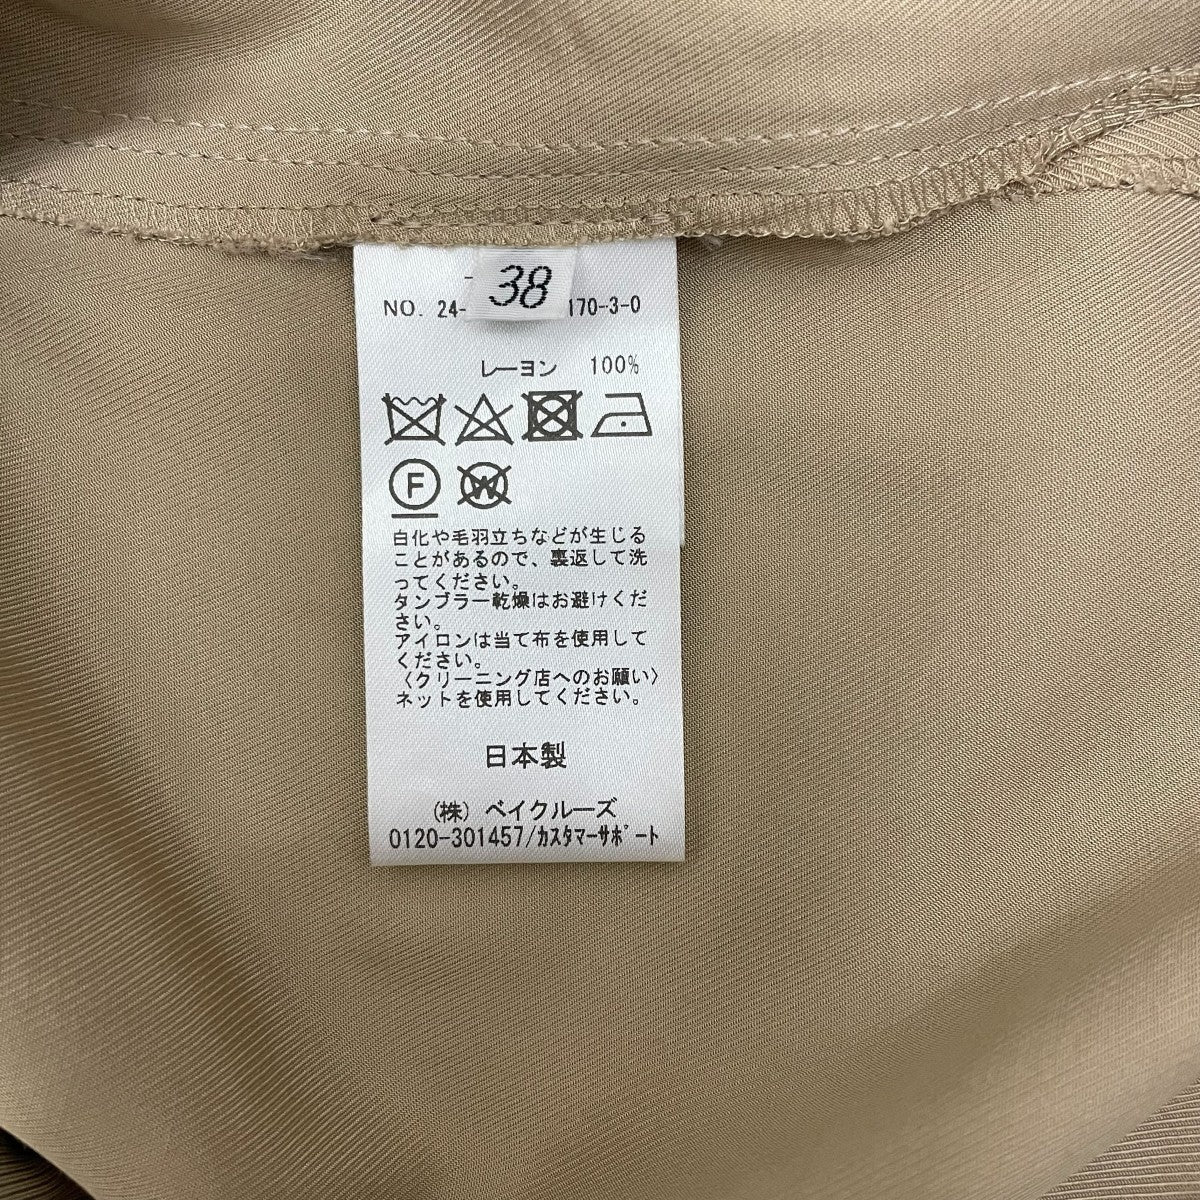 38
NO. 24- 170-3-0
レーヨン 100%
F
W
白化や毛羽立ちなどが生じる
ことがあるので、裏返して洗
ってください。
タンブラー乾燥はお避けくだ
さい。
アイロンは当て布を使用して
ください。
〈クリーニング店へのお願い〉
ネットを使用してください。
日本製
(株) ベイクルーズ
0120-301457/カスタマーサポート